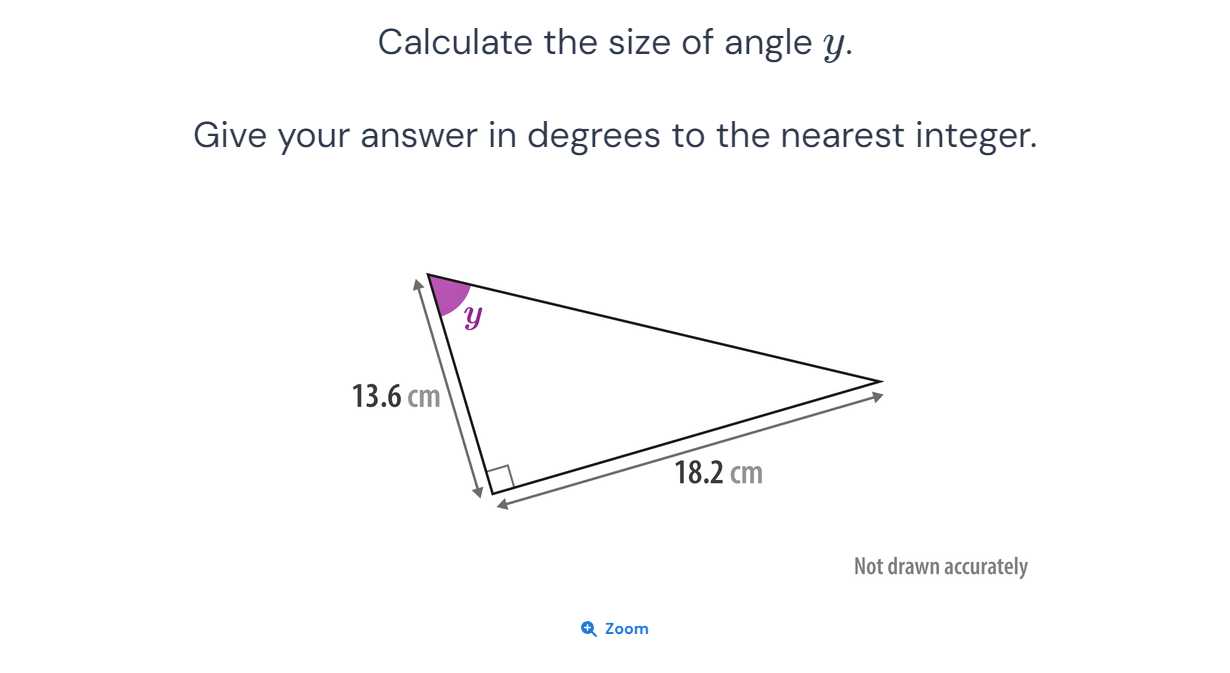 Calculate the size of angle y.
Give your answer in degrees to the nearest integer.
y
13.6 cm
18.2 cm
Not drawn accurately
Zoom